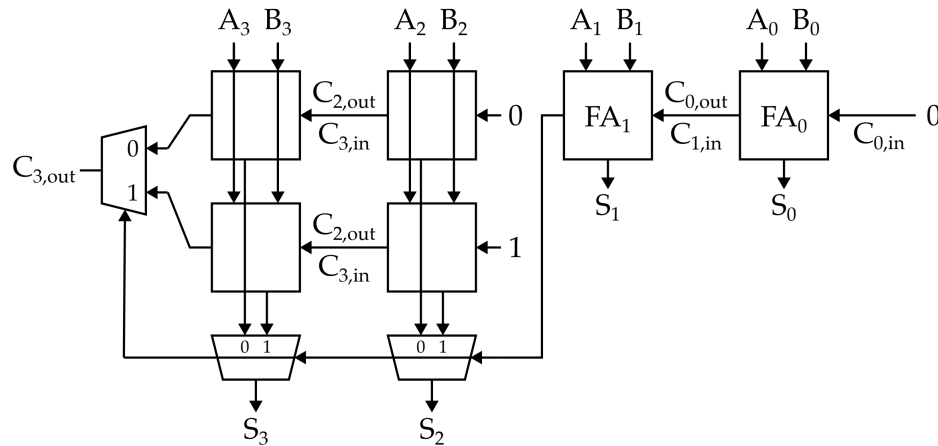 A₃ B₃ A₂ B₂ A₁ B₁ A₀ B₀
C₂,out 0 FA₁ C₀,out FA₀ 0
C₃,in C₁,in C₀,in
0
C₃,out
1
S₁ S₀
C₂,out 1
C₃,in
0 1 0 1
S₃ S₂